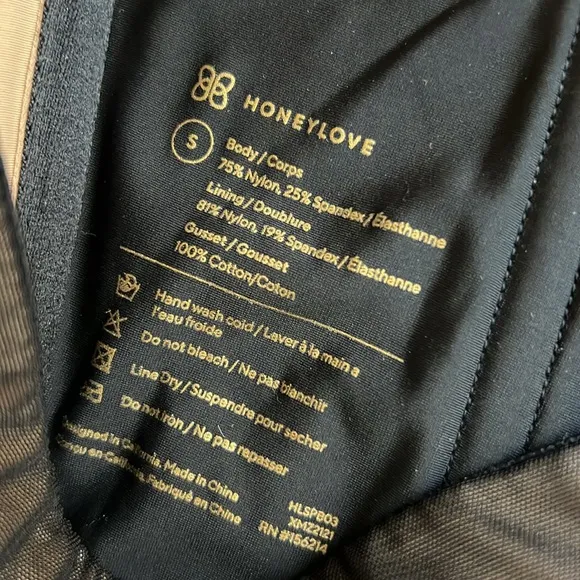 HONEYLOVE
S
Body / Corps
75% Nylon, 25% Spandex / Élasthanne
Lining / Doublure
81% Nylon, 19% Spandex / Élasthanne
Gusset / Gousset
100% Cotton/Coton
Hand wash cold / Laver à la main a
l'eau froide
Do not bleach / Ne pas blanchir
Line Dry / Suspendre pour secher
Do not iron / Ne pas repasser
Designed in California. Made in China
Conçu en Californie. Fabriqué en China
HLSPB03
XMZ2121
RN #156214